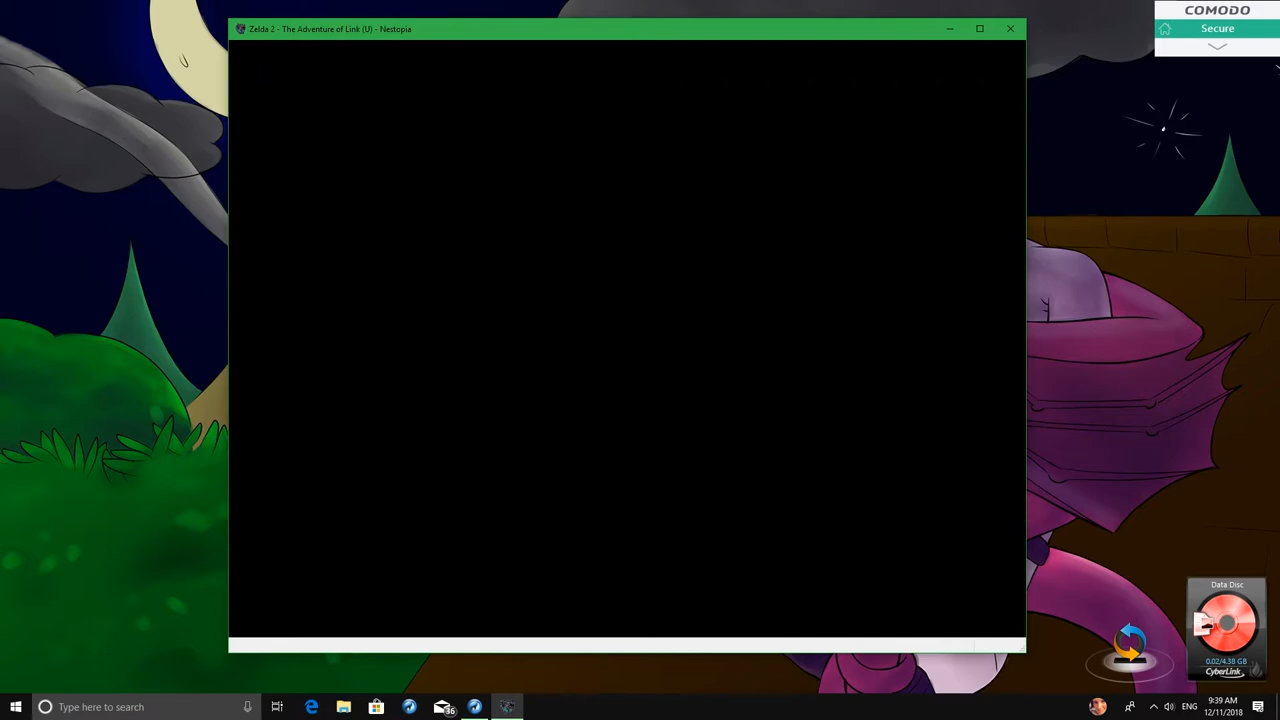 Zelda 2 - The Adventure of Link (U) - Nestopia
COMODO
Secure
Data Disc
0.02/4.38 GB
CyberLink
Type here to search
36
ENG
9:39 AM
12/11/2018